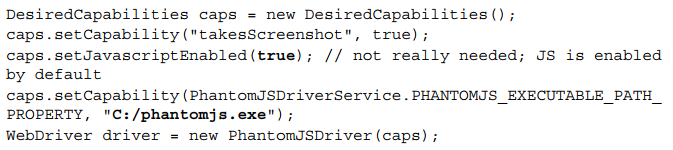 DesiredCapabilities caps = new DesiredCapabilities();
caps.setCapability("takesScreenshot", true);
caps.setJavascriptEnabled(true); // not really needed; JS is enabled
by default
caps.setCapability(PhantomJSDriverService.PHANTOMJS_EXECUTABLE_PATH_
PROPERTY, "C:/phantomjs.exe");
WebDriver driver = new PhantomJSDriver(caps);